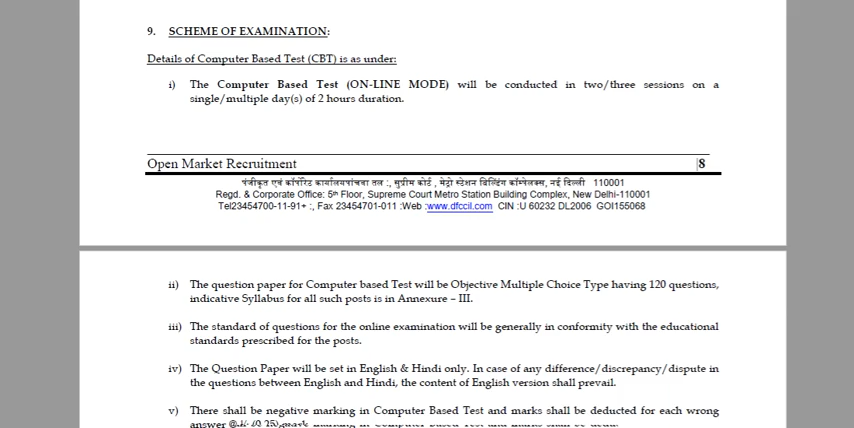 9. SCHEME OF EXAMINATION:
Details of Computer Based Test (CBT) is as under:
i) The Computer Based Test (ON-LINE MODE) will be conducted in two/three sessions on a
single/multiple day(s) of 2 hours duration.
Open Market Recruitment |8
पंजीकृत एवं कॉर्पोरेट कार्यालयपांचवा तल :, सुप्रीम कोर्ट , मेट्रो स्टेशन बिल्डिंग कॉम्पेलक्स, नई दिल्ली 110001
Regd. & Corporate Office: 5th Floor, Supreme Court Metro Station Building Complex, New Delhi-110001
Tel23454700-11-91+ :, Fax 23454701-011 :Web :www.dfccil.com CIN :U 60232 DL2006 GOI155068
ii) The question paper for Computer based Test will be Objective Multiple Choice Type having 120 questions,
indicative Syllabus for all such posts is in Annexure – III.
iii) The standard of questions for the online examination will be generally in conformity with the educational
standards prescribed for the posts.
iv) The Question Paper will be set in English & Hindi only. In case of any difference/discrepancy/dispute in
the questions between English and Hindi, the content of English version shall prevail.
v) There shall be negative marking in Computer Based Test and marks shall be deducted for each wrong
answer